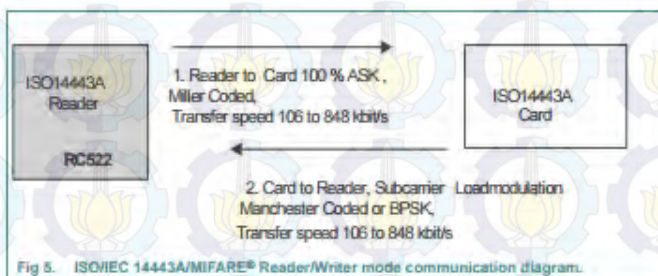 ISO14443A
Reader
RC522
1. Reader to Card 100 % ASK ,
Miller Coded,
Transfer speed 106 to 848 kbit/s
ISO14443A
Card
2. Card to Reader, Subcarrier Loadmodulation
Manchester Coded or BPSK,
Transfer speed 106 to 848 kbit/s
Fig 5. ISO/IEC 14443A/MIFARE® Reader/Writer mode communication diagram.